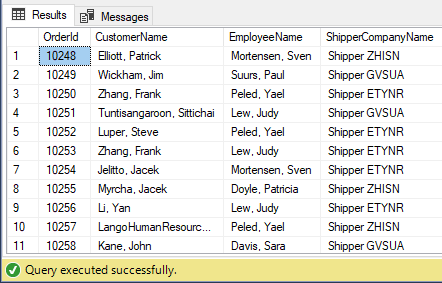 Results Messages
OrderId CustomerName EmployeeName ShipperCompanyName
1 10248 Elliott, Patrick Mortensen, Sven Shipper ZHISN
2 10249 Wickham, Jim Suurs, Paul Shipper GVSUA
3 10250 Zhang, Frank Peled, Yael Shipper ETYNR
4 10251 Tuntisangaroon, Sittichai Lew, Judy Shipper GVSUA
5 10252 Luper, Steve Peled, Yael Shipper ETYNR
6 10253 Zhang, Frank Lew, Judy Shipper ETYNR
7 10254 Jelitto, Jacek Mortensen, Sven Shipper ETYNR
8 10255 Myrcha, Jacek Doyle, Patricia Shipper ZHISN
9 10256 Li, Yan Lew, Judy Shipper ETYNR
10 10257 LangoHumanResourc... Peled, Yael Shipper ZHISN
11 10258 Kane, John Davis, Sara Shipper GVSUA
Query executed successfully.